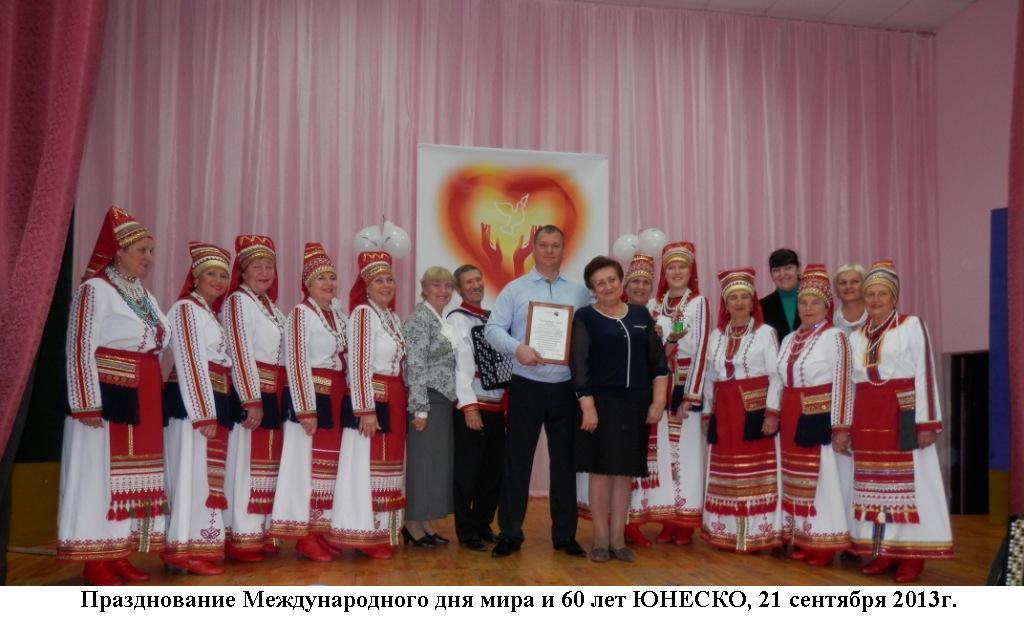 Празднование Международного дня мира и 60 лет ЮНЕСКО, 21 сентября 2013г.